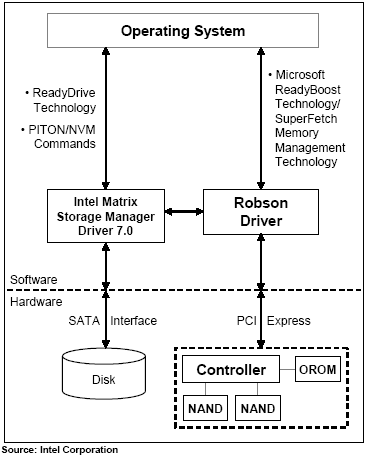 Operating System
• ReadyDrive
Technology
• PITON/NVM
Commands
• Microsoft
ReadyBoost
Technology/
SuperFetch
Memory
Management
Technology
Intel Matrix
Storage Manager
Driver 7.0
Robson
Driver
Software
Hardware
SATA Interface
PCI Express
Disk
Controller
OROM
NAND
NAND
Source: Intel Corporation